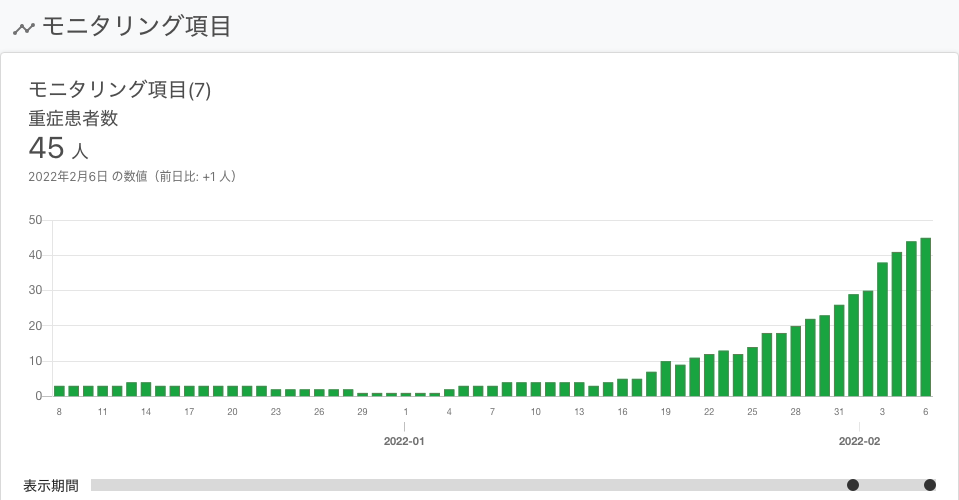 モニタリング項目
モニタリング項目(7)
重症患者数
45 人
2022年2月6日 の数値（前日比: +1 人）
50
40
30
20
10
0
8 11 14 17 20 23 26 29 1 4 7 10 13 16 19 22 25 28 31 3 6
2022-01 2022-02
表示期間